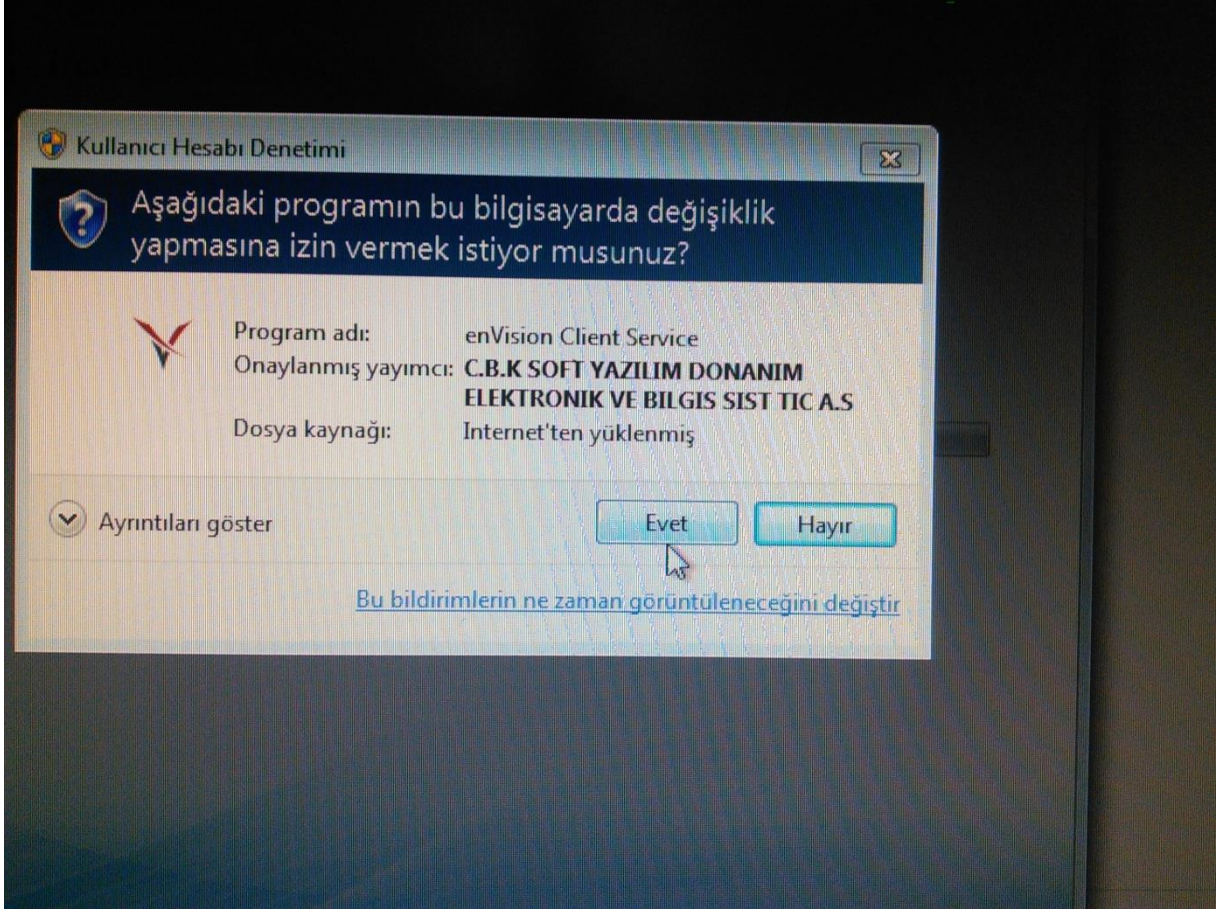 Kullanıcı Hesabı Denetimi
Aşağıdaki programın bu bilgisayarda değişiklik
yapmasına izin vermek istiyor musunuz?
Program adı: enVision Client Service
Onaylanmış yayımcı: C.B.K SOFT YAZILIM DONANIM
ELEKTRONIK VE BILGIS SIST TIC A.S
Dosya kaynağı: Internet'ten yüklenmiş
Ayrıntıları göster
Evet
Hayır
Bu bildirimlerin ne zaman görüntüleneceğini değiştir